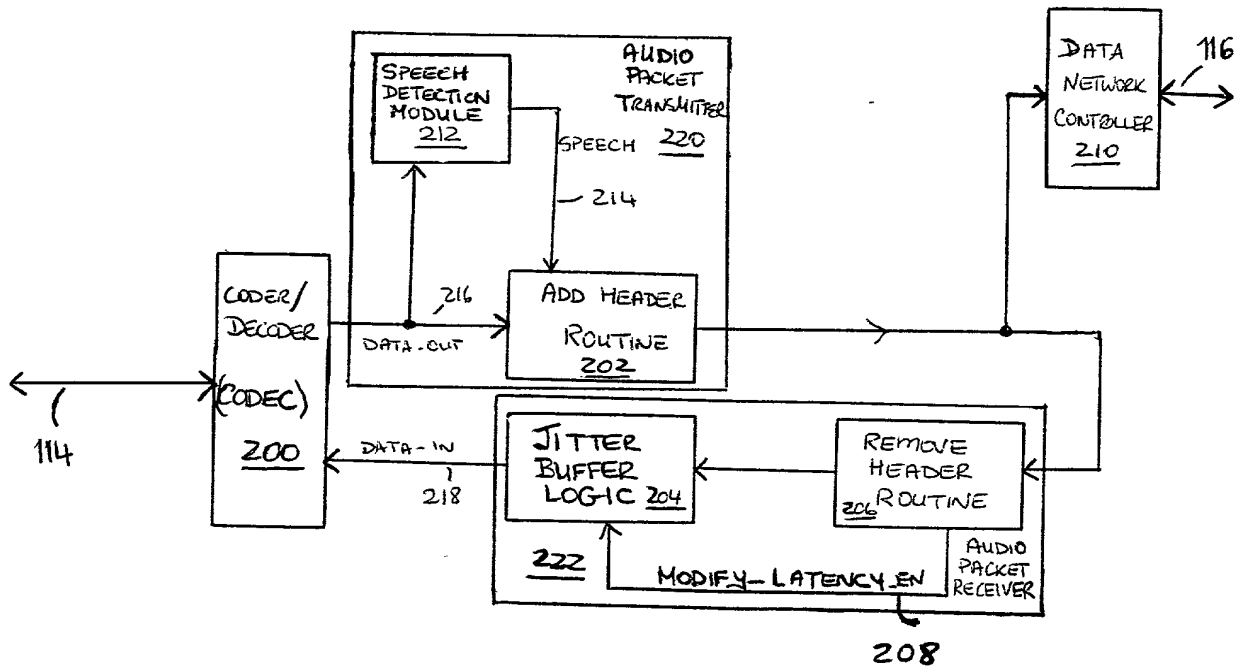 AUDIO
PACKET
TRANSMITTER
220
SPEECH
DETECTION
MODULE
212
SPEECH
214
DATA
NETWORK
CONTROLLER
210
116
CODER/
DECODER
(CODEC)
200
114
216
DATA-OUT
ADD HEADER
ROUTINE
202
DATA-IN
218
JITTER
BUFFER
LOGIC 204
REMOVE
HEADER
206 ROUTINE
222
MODIFY_LATENCY_EN
AUDIO
PACKET
RECEIVER
208